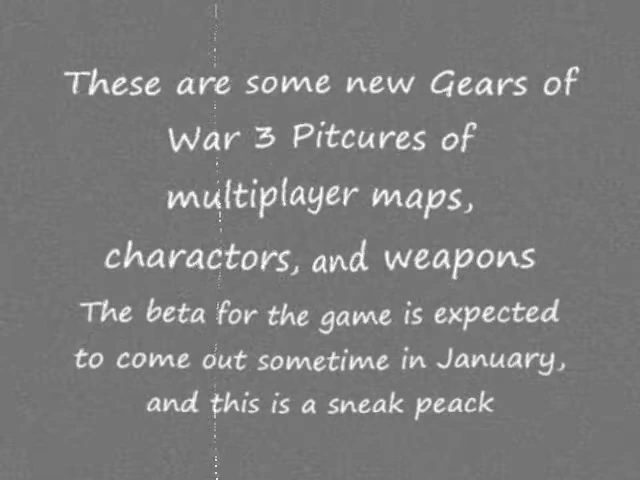 These are some new Gears of
War 3 Pitcures of
multiplayer maps,
charactors, and weapons
The beta for the game is expected
to come out sometime in January,
and this is a sneak peack